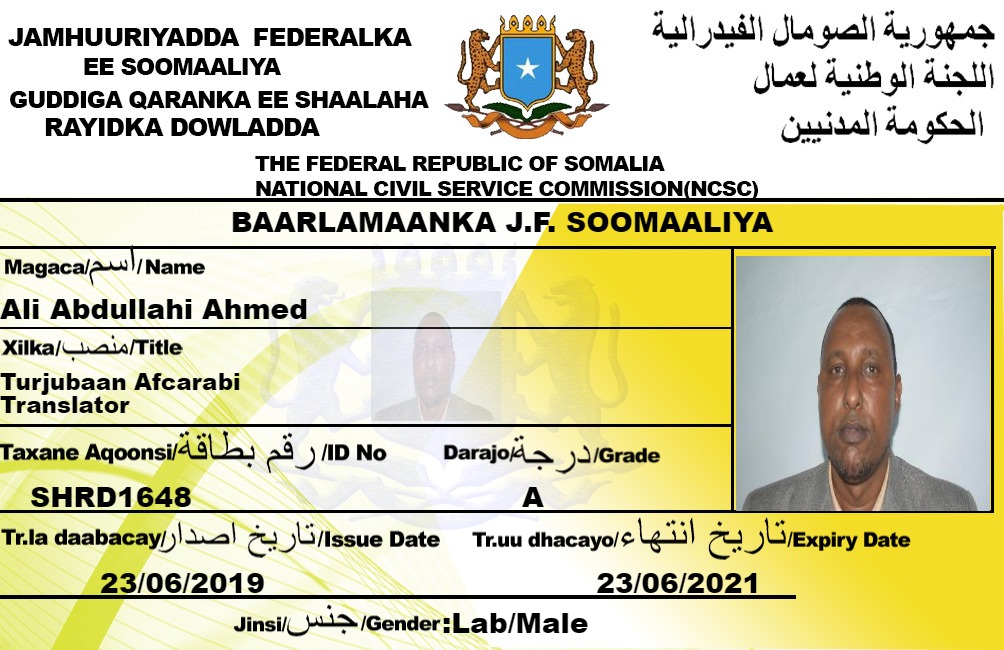 JAMHUURIYADDA FEDERALKA
EE SOOMAALIYA
GUDDIGA QARANKA EE SHAALAHA
RAYIDKA DOWLADDA
جمهورية الصومال الفيدرالية
اللجنة الوطنية لعمال
الحكومة المدنيين
THE FEDERAL REPUBLIC OF SOMALIA
NATIONAL CIVIL SERVICE COMMISSION(NCSC)
BAARLAMAANKA J.F. SOOMAALIYA
Magaca/اسم/Name
Ali Abdullahi Ahmed
Xilka/منصب/Title
Turjubaan Afcarabi
Translator
Taxane Aqoonsi/رقم بطاقة/ID No
Darajo/درجة/Grade
SHRD1648
A
Tr.la daabacay/تاريخ اصدار/Issue Date
Tr.uu dhacayo/تاريخ انتهاء/Expiry Date
23/06/2019
23/06/2021
Jinsi/جنس/Gender:Lab/Male